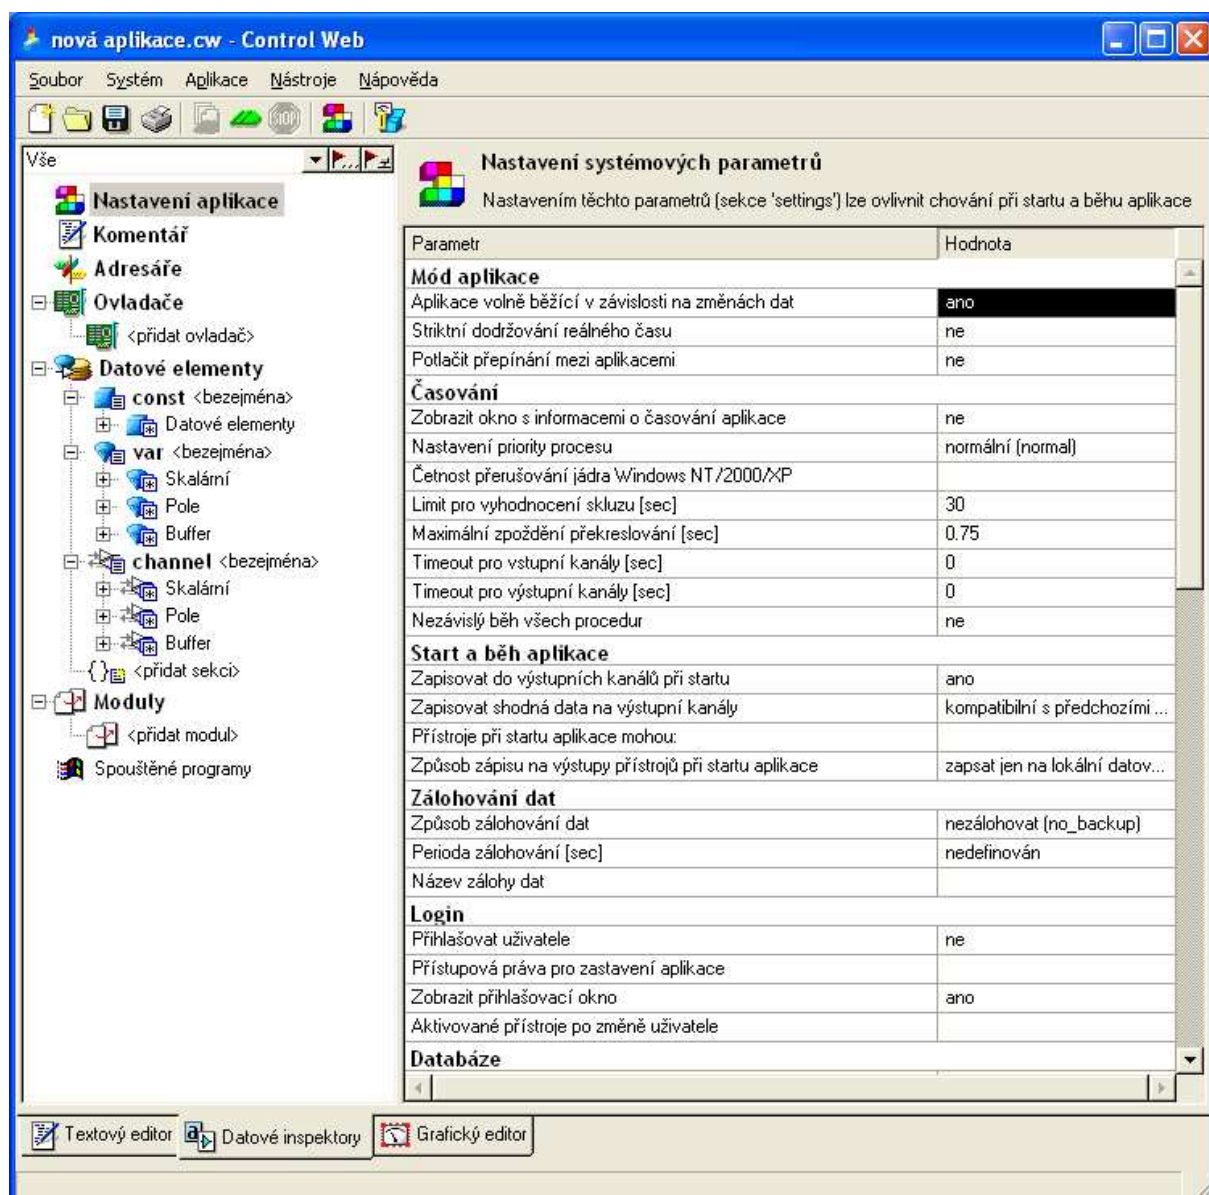 nová aplikace.cw - Control Web
Soubor Systém Aplikace Nástroje Nápověda
STOP
Vše
Nastavení aplikace
Komentář
Adresáře
Ovladače
<přidat ovladač>
Datové elementy
const <bezejména>
Datové elementy
var <bezejména>
Skalární
Pole
Buffer
channel <bezejména>
Skalární
Pole
Buffer
<přidat sekci>
Moduly
<přidat modul>
Spouštěné programy
Nastavení systémových parametrů
Nastavením těchto parametrů (sekce 'settings') lze ovlivnit chování při startu a běhu aplikace
Parametr Hodnota
Mód aplikace
Aplikace volně běžící v závislosti na změnách dat ano
Striktní dodržování reálného času ne
Potlačit přepínání mezi aplikacemi ne
Časování
Zobrazit okno s informacemi o časování aplikace ne
Nastavení priority procesu normální (normal)
Četnost přerušování jádra Windows NT/2000/XP
Limit pro vyhodnocení skluzu [sec] 30
Maximální zpoždění překreslování [sec] 0.75
Timeout pro vstupní kanály [sec] 0
Timeout pro výstupní kanály [sec] 0
Nezávislý běh všech procedur ne
Start a běh aplikace
Zapisovat do výstupních kanálů při startu ano
Zapisovat shodná data na výstupní kanály kompatibilní s předchozími ...
Přístroje při startu aplikace mohou:
Způsob zápisu na výstupy přístrojů při startu aplikace zapsat jen na lokální datov...
Zálohování dat
Způsob zálohování dat nezálohovat (no_backup)
Perioda zálohování [sec] nedefinován
Název zálohy dat
Login
Přihlašovat uživatele ne
Přístupová práva pro zastavení aplikace
Zobrazit přihlašovací okno ano
Aktivované přístroje po změně uživatele
Databáze
Textový editor Datové inspektory Grafický editor